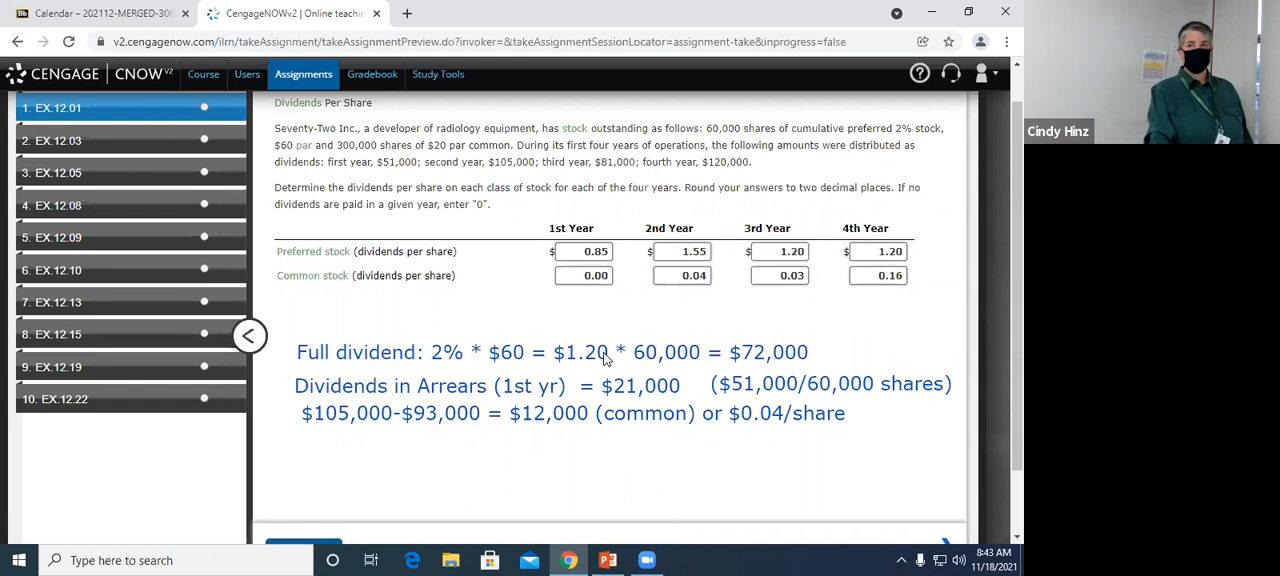 Calendar – 202112-MERGED-306
CengageNOWv2 | Online teachin
v2.cengagenow.com/ilrn/takeAssignment/takeAssignmentPreview.do?invoker=&takeAssignmentSessionLocator=assignment-take&inprogress=false
CENGAGE | CNOWv2 Course Users Assignments Gradebook Study Tools
1. EX.12.01
2. EX.12.03
3. EX.12.05
4. EX.12.08
5. EX.12.09
6. EX.12.10
7. EX.12.13
8. EX.12.15
9. EX.12.19
10. EX.12.22
Dividends Per Share
Seventy-Two Inc., a developer of radiology equipment, has stock outstanding as follows: 60,000 shares of cumulative preferred 2% stock,
$60 par and 300,000 shares of $20 par common. During its first four years of operations, the following amounts were distributed as
dividends: first year, $51,000; second year, $105,000; third year, $81,000; fourth year, $120,000.
Determine the dividends per share on each class of stock for each of the four years. Round your answers to two decimal places. If no
dividends are paid in a given year, enter "0".
1st Year 2nd Year 3rd Year 4th Year
Preferred stock (dividends per share) $ 0.85 $ 1.55 $ 1.20 $ 1.20
Common stock (dividends per share) 0.00 0.04 0.03 0.16
Full dividend: 2% * $60 = $1.20 * 60,000 = $72,000
Dividends in Arrears (1st yr) = $21,000 ($51,000/60,000 shares)
$105,000-$93,000 = $12,000 (common) or $0.04/share
Cindy Hinz
Type here to search
8:43 AM
11/18/2021